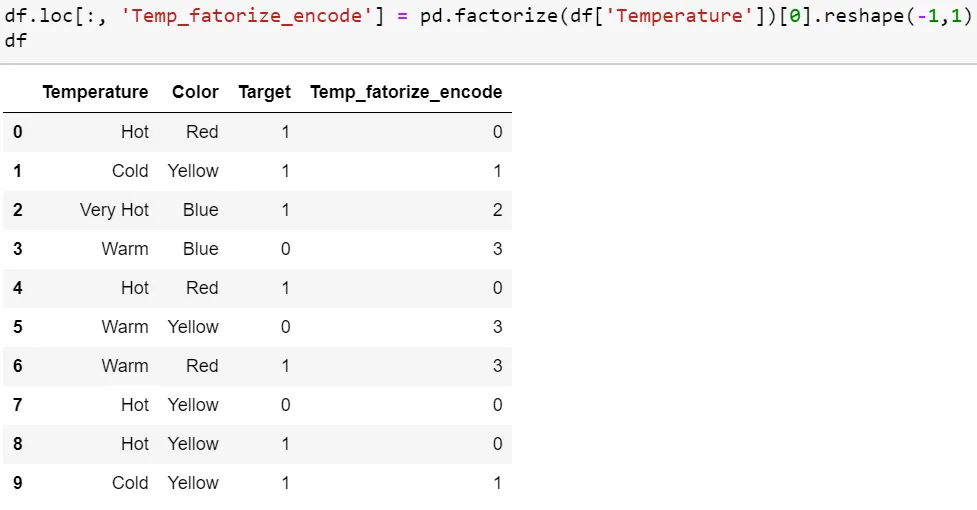 df.loc[:, 'Temp_fatorize_encode'] = pd.factorize(df['Temperature'])[0].reshape(-1,1)
df
Temperature Color Target Temp_fatorize_encode
0 Hot Red 1 0
1 Cold Yellow 1 1
2 Very Hot Blue 1 2
3 Warm Blue 0 3
4 Hot Red 1 0
5 Warm Yellow 0 3
6 Warm Red 1 3
7 Hot Yellow 0 0
8 Hot Yellow 1 0
9 Cold Yellow 1 1